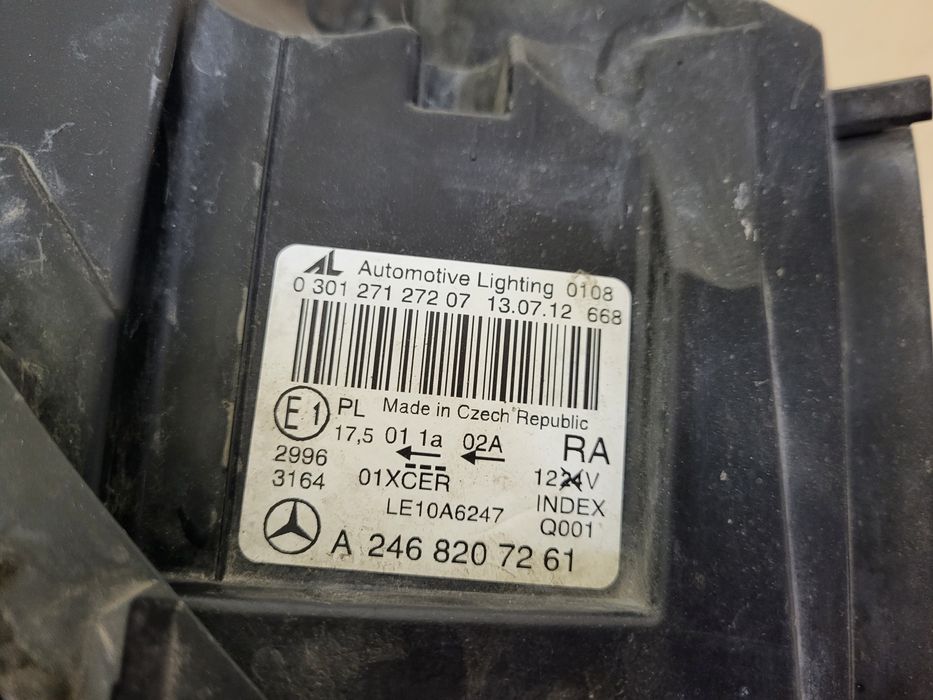 AL Automotive Lighting 0108
0 301 271 272 07 13.07.12 668
E1 PL Made in Czech Republic
17,5 01 1a 02A RA
2996
3164 01XCER 1224V
LE10A6247 INDEX
Q001
A 246 820 72 61